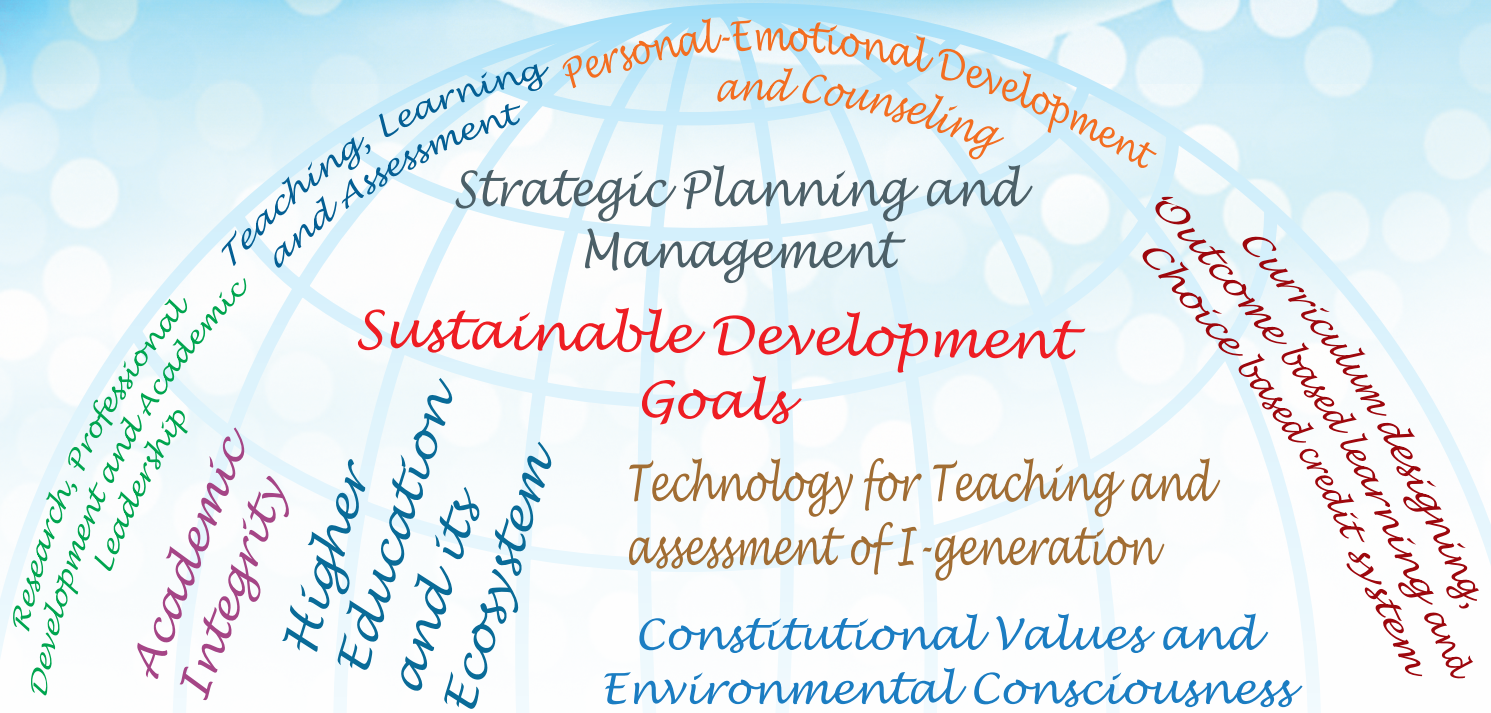 Personal-Emotional Development
and Counseling
Teaching, Learning
and Assessment
Strategic Planning and
Management
Sustainable Development
Goals
Research, Professional
Development and Academic
Leadership
Academic
Integrity
Higher
Education
and its
Ecosystem
Technology for Teaching and
assessment of I-generation
Constitutional Values and
Environmental Consciousness
Curriculum designing,
Outcome based learning and
Choice based credit system